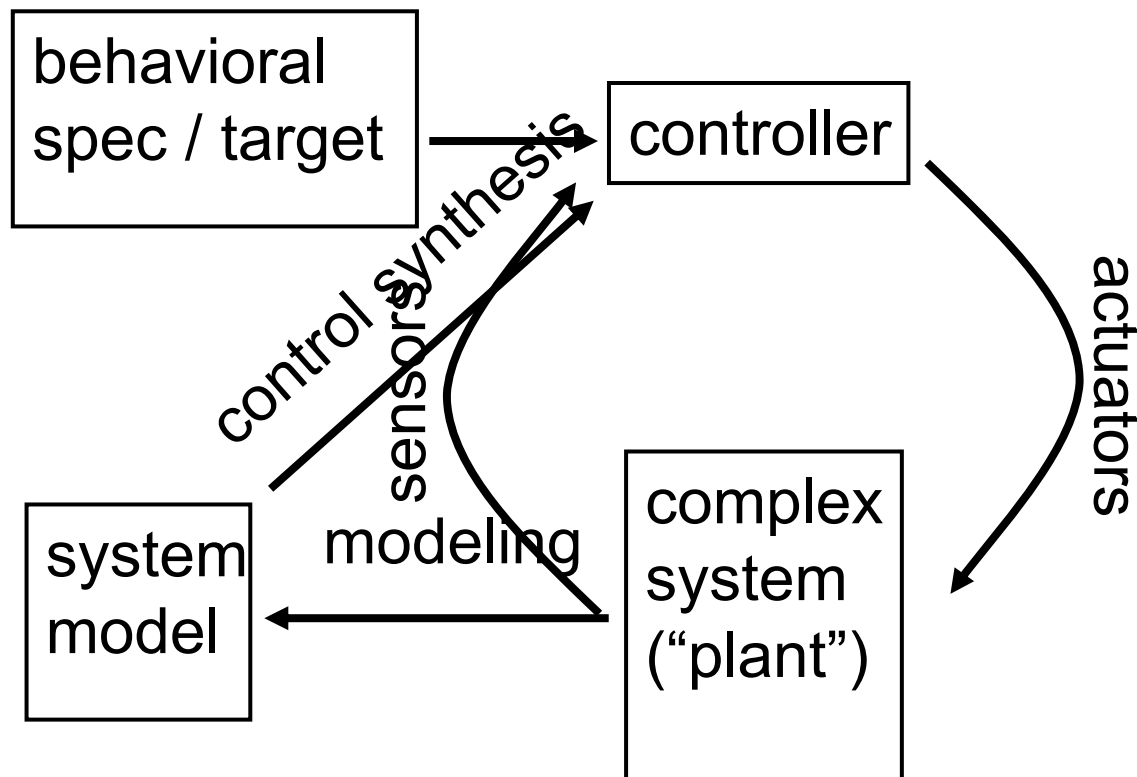 behavioral
spec / target
controller
control synthesis
sensors
actuators
modeling
system
model
complex
system
(“plant”)